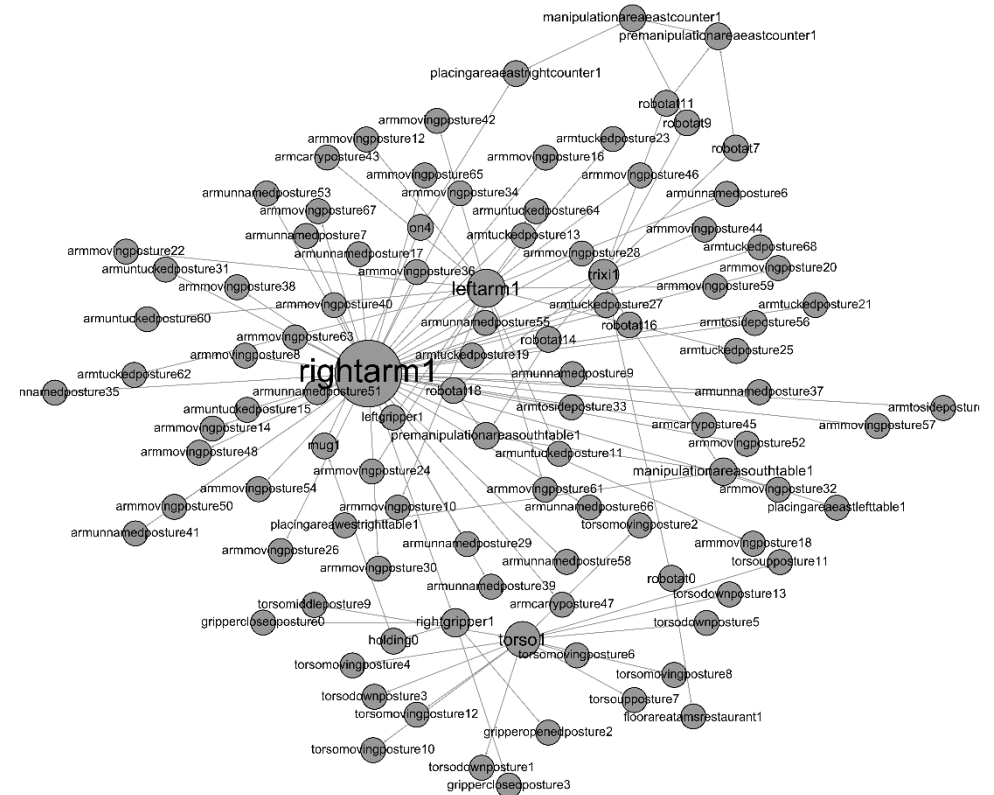 manipulationareaeastcounter1
premanipulationareaeastcounter1
placingareaeastrightcounter1
robotat11
robotat9
armmovingposture42
armmovingposture12
armtuckedposture23
robotat7
armcarryposture43
armmovingposture16
armmovingposture65
armmovingposture46
armunnamedposture53
armmovingposture34
armunnamedposture6
armmovingposture67
armuntuckedposture64
on4
armunnamedposture7
armtuckedposture13
armmovingposture44
armmovingposture22
armunnamedposture17
armmovingposture28
armtuckedposture68
armuntuckedposture31
armmovingposture36
trixi1
armmovingposture20
armmovingposture38
leftarm1
armmovingposture59
armmovingposture40
armtuckedposture27
armtuckedposture21
armuntuckedposture60
armunnamedposture55
robotat16
armtosideposture56
armmovingposture63
robotat14
armmovingposture8
armtuckedposture19
armtuckedposture25
rightarm1
armtuckedposture62
armunnamedposture9
nnamedposture35
armunnamedposture51
robotat18
armunnamedposture37
armuntuckedposture15
leftgripper1
armtosideposture33
armtosidepostur
armmovingposture14
premanipulationareasouthtable1
armcarryposture45
armmovingposture57
mug1
armmovingposture52
armmovingposture48
armuntuckedposture11
armmovingposture24
manipulationareasouthtable1
armmovingposture54
armmovingposture61
armmovingposture32
armmovingposture50
armmovingposture10
armunnamedposture66
placingareaeastlefttable1
placingareawestrighttable1
torsomovingposture2
armunnamedposture41
armmovingposture26
armunnamedposture29
armmovingposture18
armmovingposture30
armunnamedposture58
torsoupposture11
armunnamedposture39
robotat0
torsodownposture13
torsomiddleposture9
armcarryposture47
grippercloseqposture0
rightgripper1
torsodownposture5
holding0
torso1
torsomovingposture4
torsomovingposture6
torsomovingposture8
torsodownposture3
torsoupposture7
torsomovingposture12
floorareatamsrestaurant1
gripperopenedposture2
torsomovingposture10
torsodownposture1
grippercloseqposture3